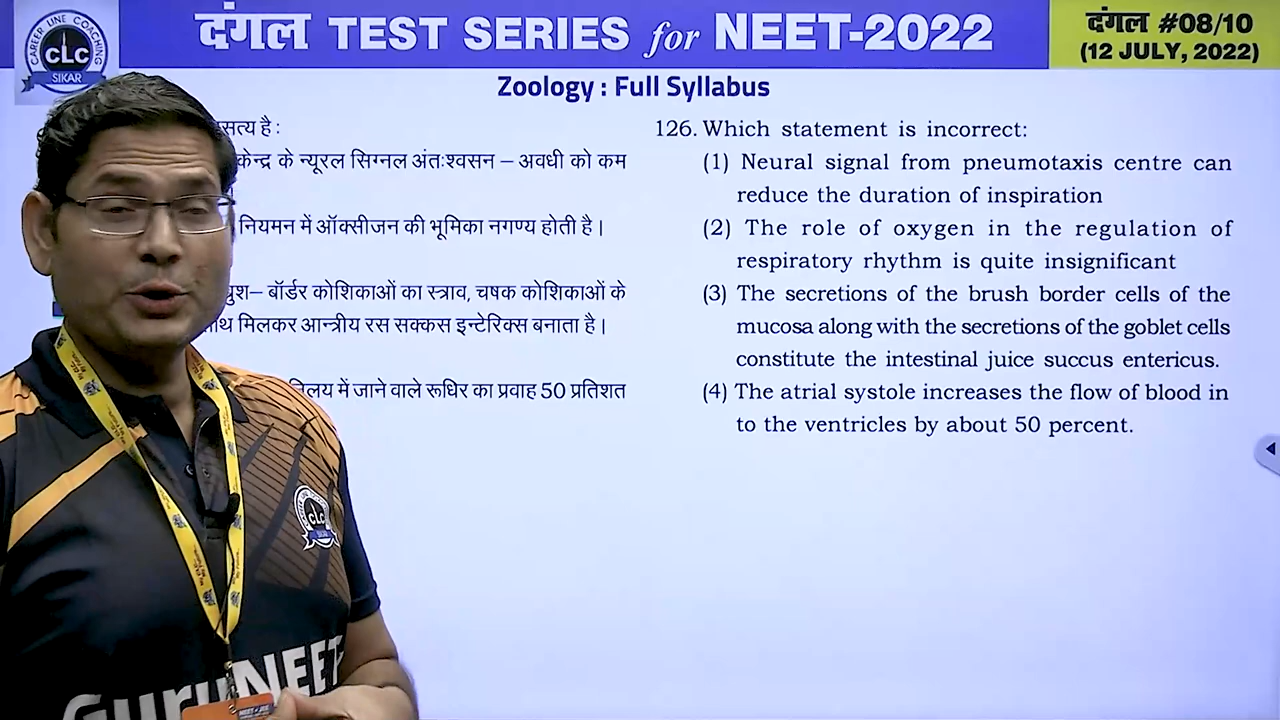 दंगल TEST SERIES for NEET-2022
दंगल #08/10
(12 JULY, 2022)
CAREER LINE COACHING
CLC
SIKAR
Zoology : Full Syllabus
सत्य है :
केन्द्र के न्यूरल सिग्नल अंतःश्वसन – अवधी को कम
नियमन में ऑक्सीजन की भूमिका नगण्य होती है।
बॉर्डर कोशिकाओं का स्त्राव, चषक कोशिकाओं के
मिलकर आन्त्रीय रस सक्कस इन्टेरिक्स बनाता है।
में जाने वाले रूधिर का प्रवाह 50 प्रतिशत
126. Which statement is incorrect:
(1) Neural signal from pneumotaxis centre can
reduce the duration of inspiration
(2) The role of oxygen in the regulation of
respiratory rhythm is quite insignificant
(3) The secretions of the brush border cells of the
mucosa along with the secretions of the goblet cells
constitute the intestinal juice succus entericus.
(4) The atrial systole increases the flow of blood in
to the ventricles by about 50 percent.
CLC
GuruNEET